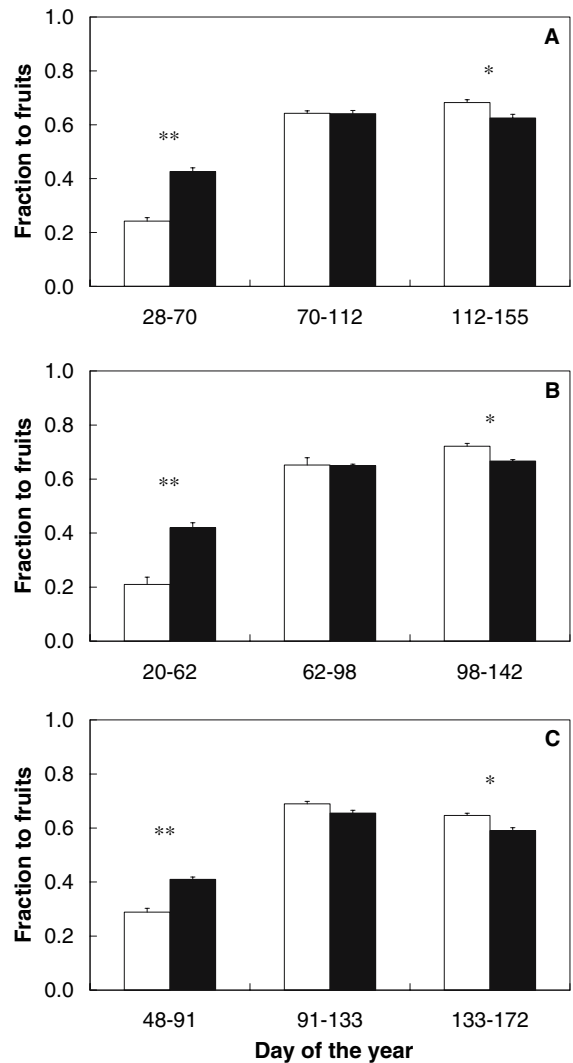 1.0
A
0.8
*
0.6
**
0.4
0.2
0.0
Fraction to fruits
28-70 70-112 112-155
1.0
B
0.8
*
0.6
**
0.4
0.2
0.0
Fraction to fruits
20-62 62-98 98-142
1.0
C
0.8
*
0.6
**
0.4
0.2
0.0
Fraction to fruits
48-91 91-133 133-172
Day of the year